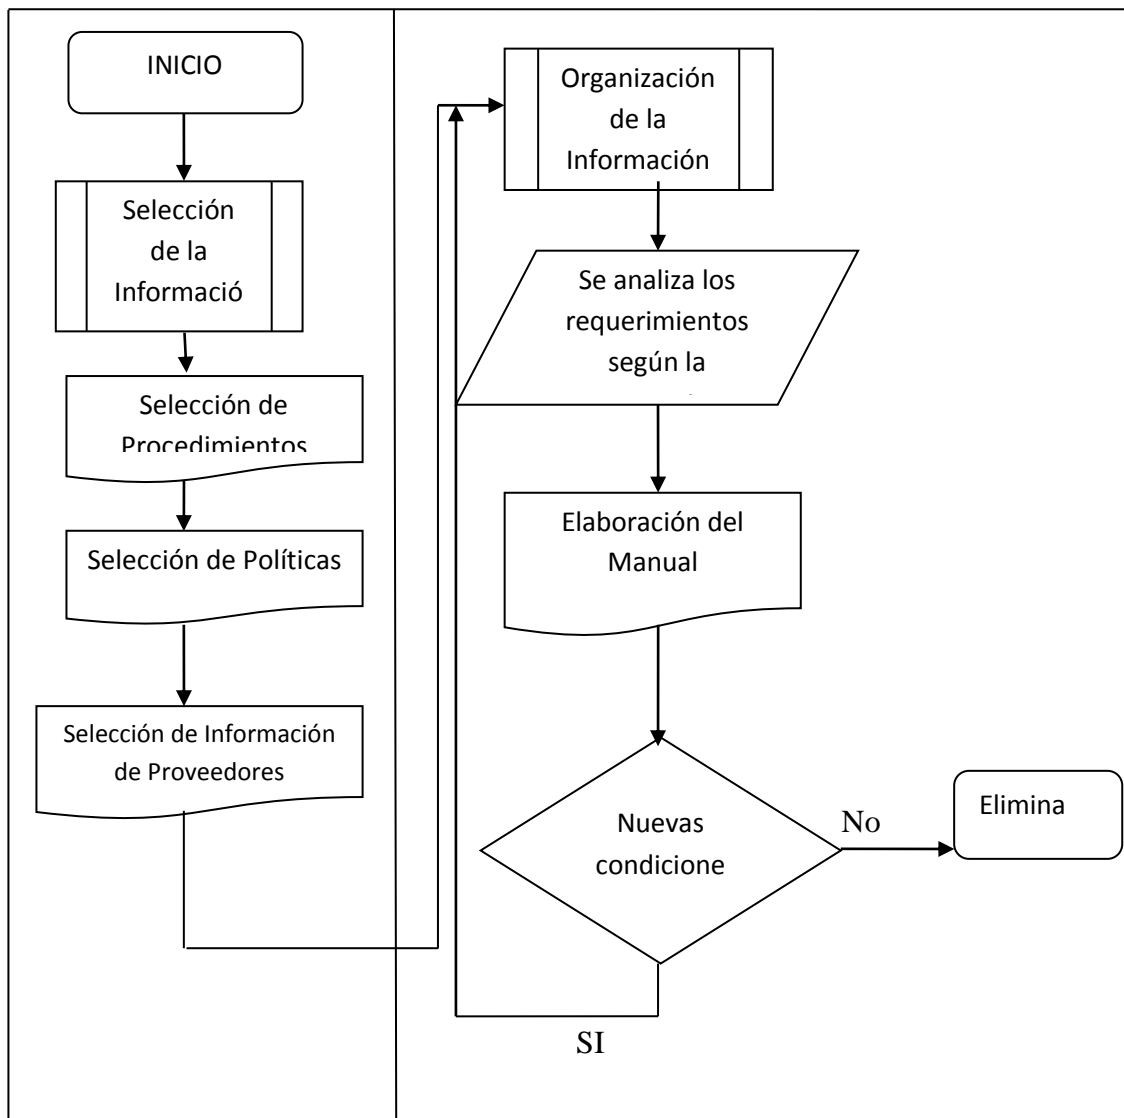 INICIO
Selección
de la
Informació
Selección de
Procedimientos
Selección de Políticas
Selección de Información
de Proveedores
Organización
de la
Información
Se analiza los
requerimientos
según la
Elaboración del
Manual
Nuevas
condicione
No
Elimina
SI